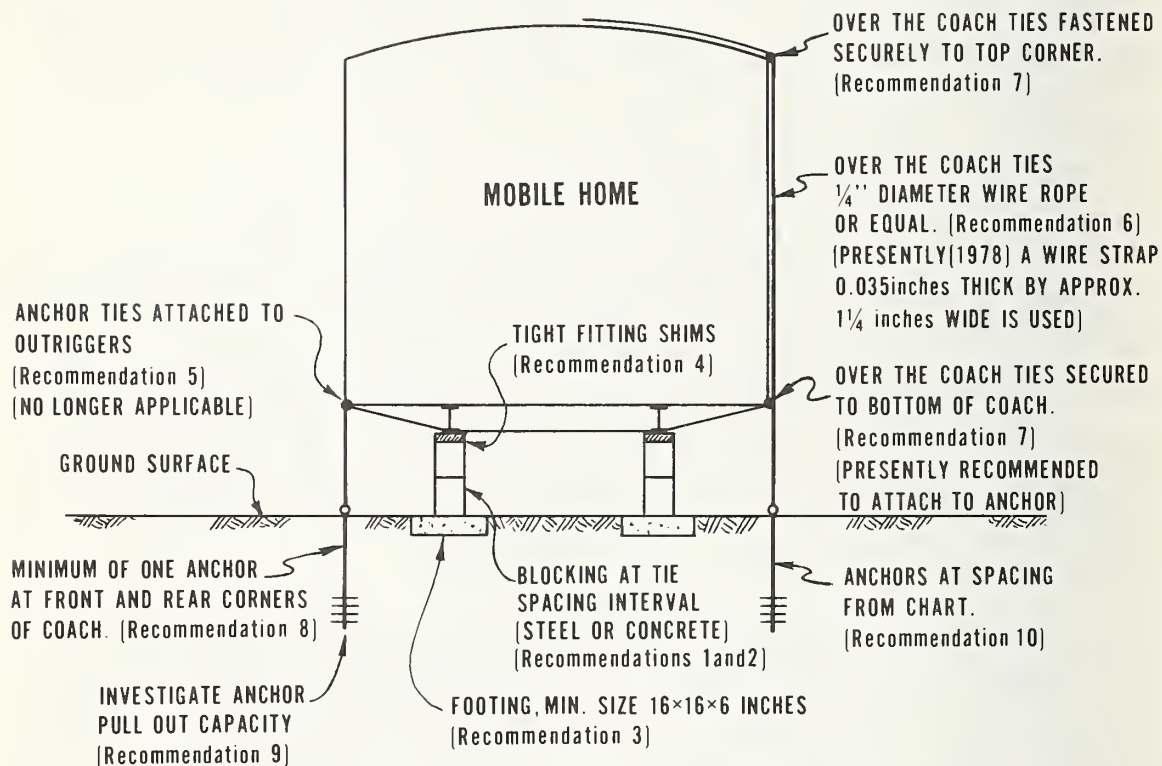 OVER THE COACH TIES FASTENED
SECURELY TO TOP CORNER.
(Recommendation 7)
OVER THE COACH TIES
1/4'' DIAMETER WIRE ROPE
OR EQUAL. (Recommendation 6)
(PRESENTLY(1978) A WIRE STRAP
0.035inches THICK BY APPROX.
1 1/4 inches WIDE IS USED)
MOBILE HOME
ANCHOR TIES ATTACHED TO
OUTRIGGERS
(Recommendation 5)
(NO LONGER APPLICABLE)
TIGHT FITTING SHIMS
(Recommendation 4)
OVER THE COACH TIES SECURED
TO BOTTOM OF COACH.
(Recommendation 7)
(PRESENTLY RECOMMENDED
TO ATTACH TO ANCHOR)
GROUND SURFACE
MINIMUM OF ONE ANCHOR
AT FRONT AND REAR CORNERS
OF COACH. (Recommendation 8)
BLOCKING AT TIE
SPACING INTERVAL
(STEEL OR CONCRETE)
(Recommendations 1and2)
ANCHORS AT SPACING
FROM CHART.
(Recommendation 10)
INVESTIGATE ANCHOR
PULL OUT CAPACITY
(Recommendation 9)
FOOTING, MIN. SIZE 16×16×6 INCHES
(Recommendation 3)